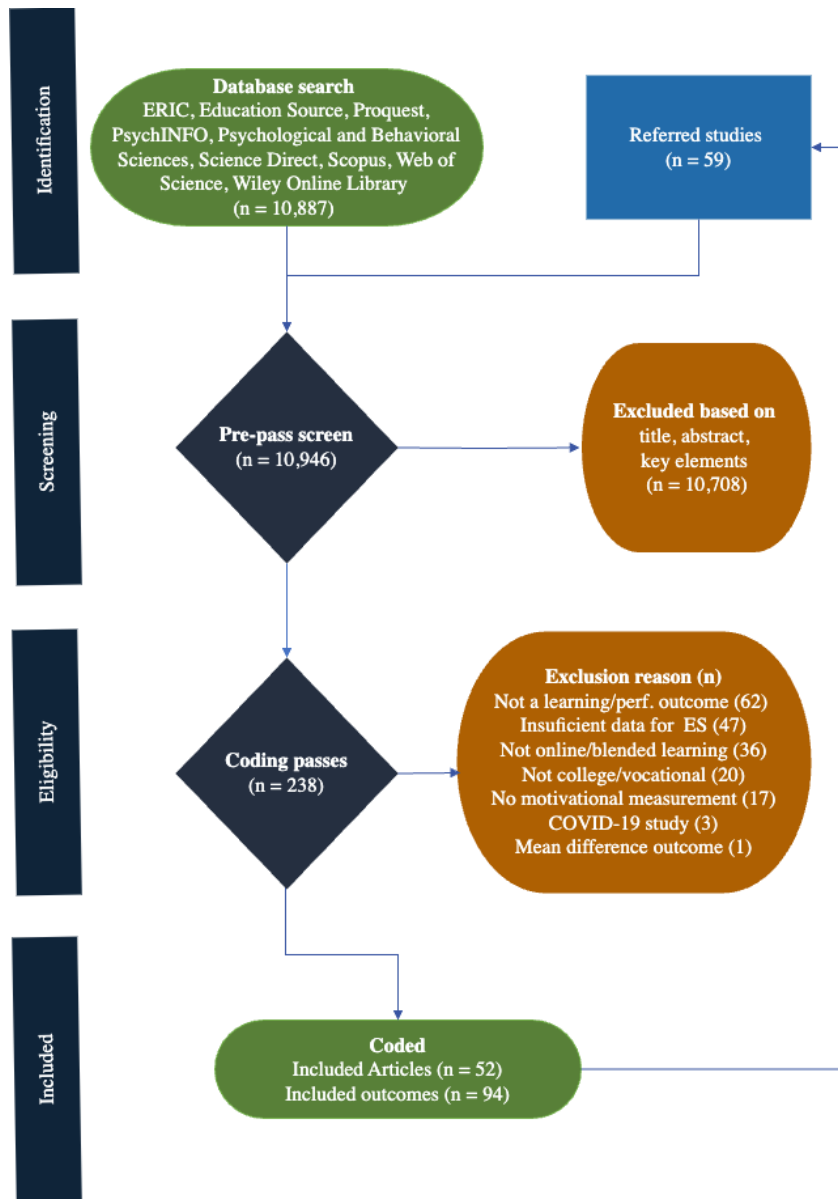 Identification
Database search
ERIC, Education Source, Proquest,
PsychINFO, Psychological and Behavioral
Sciences, Science Direct, Scopus, Web of
Science, Wiley Online Library
(n = 10,887)
Referred studies
(n = 59)
Screening
Pre-pass screen
(n = 10,946)
Excluded based on
title, abstract,
key elements
(n = 10,708)
Eligibility
Coding passes
(n = 238)
Exclusion reason (n)
Not a learning/perf. outcome (62)
Insuficient data for ES (47)
Not online/blended learning (36)
Not college/vocational (20)
No motivational measurement (17)
COVID-19 study (3)
Mean difference outcome (1)
Included
Coded
Included Articles (n = 52)
Included outcomes (n = 94)